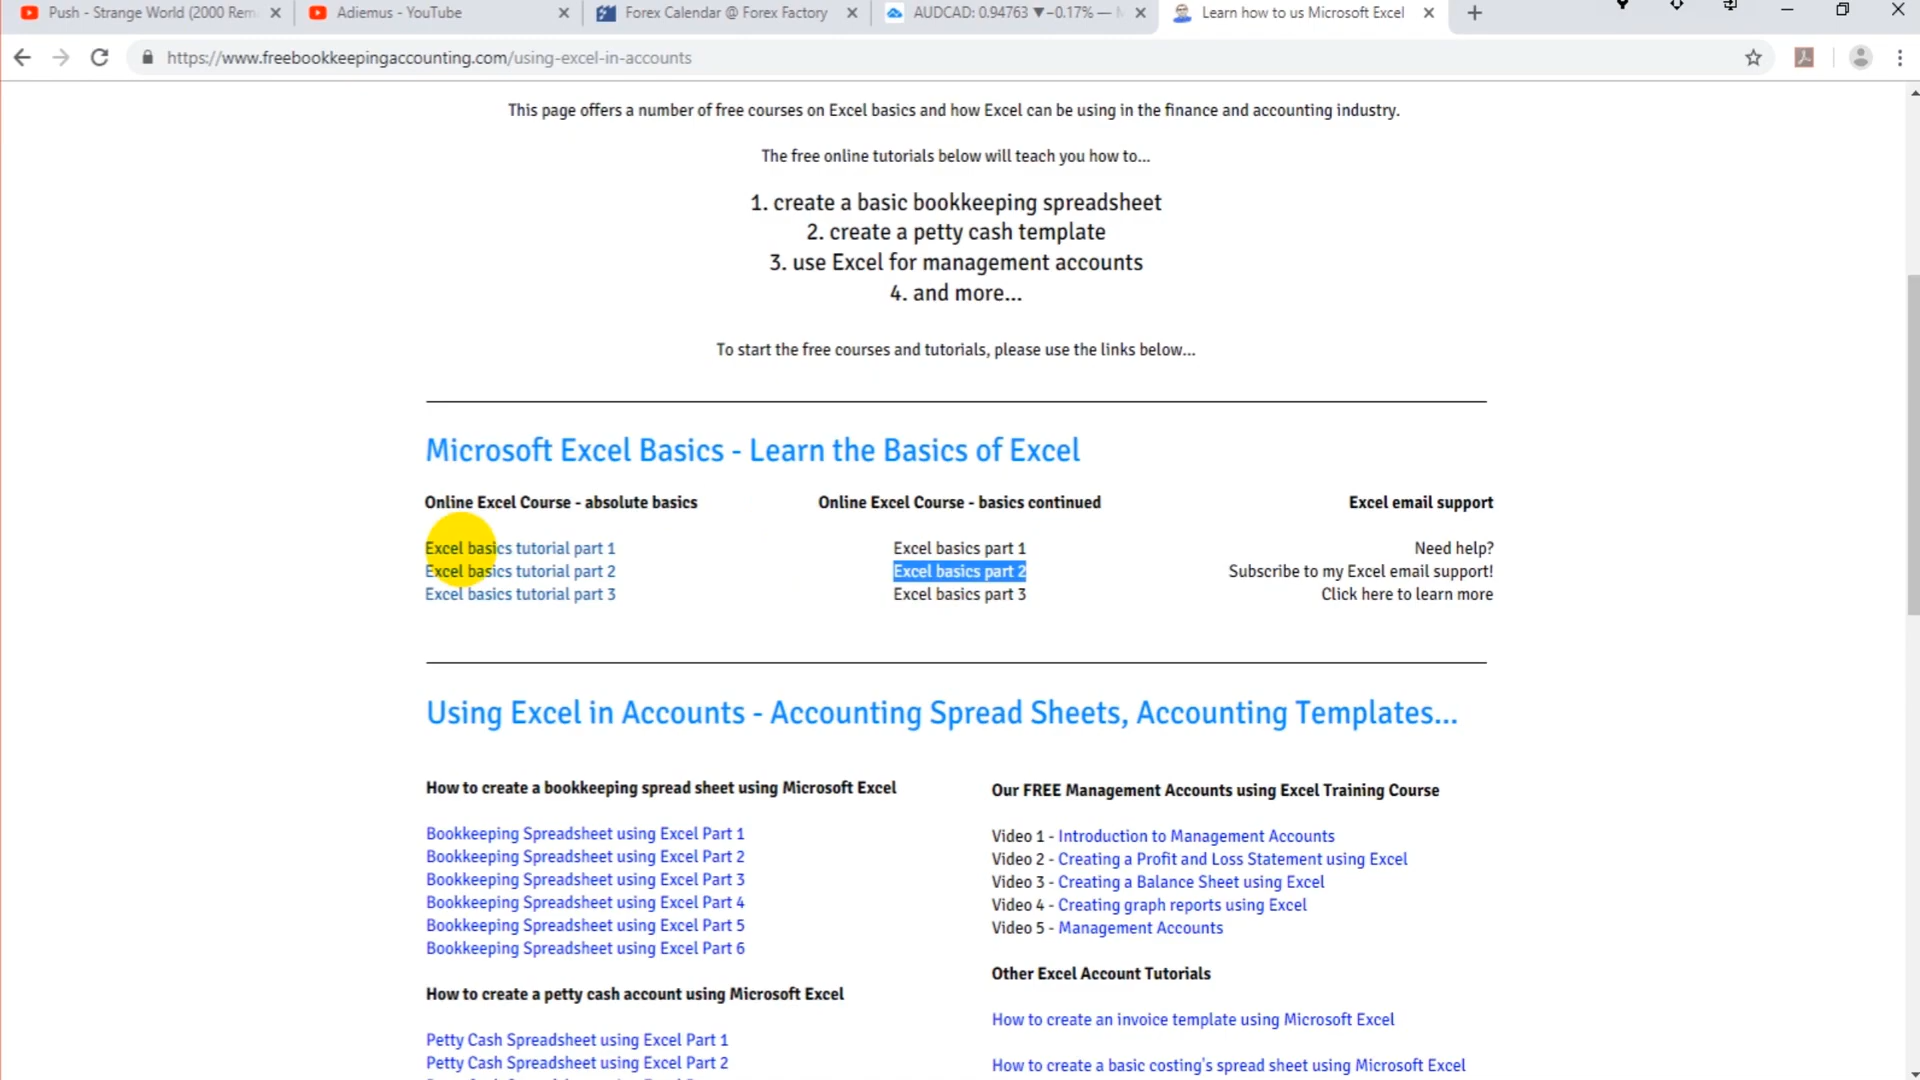 Push - Strange World (2000 Rem
Adiemus - YouTube
Forex Calendar @ Forex Factory
AUDCAD: 0.94763 ▼−0.17% —
Learn how to us Microsoft Excel
https://www.freebookkeepingaccounting.com/using-excel-in-accounts
This page offers a number of free courses on Excel basics and how Excel can be using in the finance and accounting industry.
The free online tutorials below will teach you how to...
1. create a basic bookkeeping spreadsheet
2. create a petty cash template
3. use Excel for management accounts
4. and more...
To start the free courses and tutorials, please use the links below...
Microsoft Excel Basics - Learn the Basics of Excel
Online Excel Course - absolute basics
Excel basics tutorial part 1
Excel basics tutorial part 2
Excel basics tutorial part 3
Online Excel Course - basics continued
Excel basics part 1
Excel basics part 2
Excel basics part 3
Excel email support
Need help?
Subscribe to my Excel email support!
Click here to learn more
Using Excel in Accounts - Accounting Spread Sheets, Accounting Templates...
How to create a bookkeeping spread sheet using Microsoft Excel
Bookkeeping Spreadsheet using Excel Part 1
Bookkeeping Spreadsheet using Excel Part 2
Bookkeeping Spreadsheet using Excel Part 3
Bookkeeping Spreadsheet using Excel Part 4
Bookkeeping Spreadsheet using Excel Part 5
Bookkeeping Spreadsheet using Excel Part 6
How to create a petty cash account using Microsoft Excel
Petty Cash Spreadsheet using Excel Part 1
Petty Cash Spreadsheet using Excel Part 2
Our FREE Management Accounts using Excel Training Course
Video 1 - Introduction to Management Accounts
Video 2 - Creating a Profit and Loss Statement using Excel
Video 3 - Creating a Balance Sheet using Excel
Video 4 - Creating graph reports using Excel
Video 5 - Management Accounts
Other Excel Account Tutorials
How to create an invoice template using Microsoft Excel
How to create a basic costing's spread sheet using Microsoft Excel